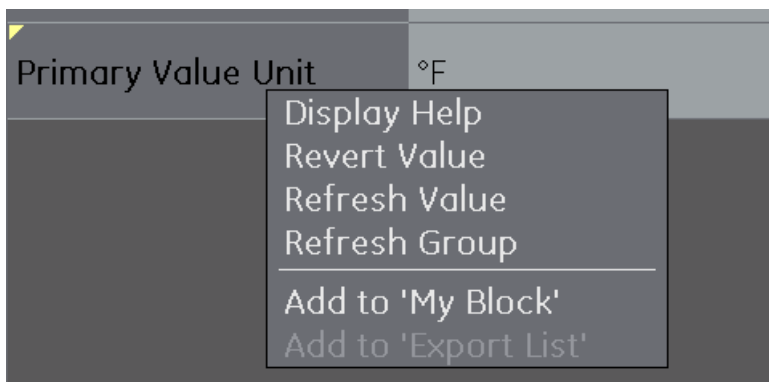 Primary Value Unit °F
Display Help
Revert Value
Refresh Value
Refresh Group
Add to 'My Block'
Add to 'Export List'